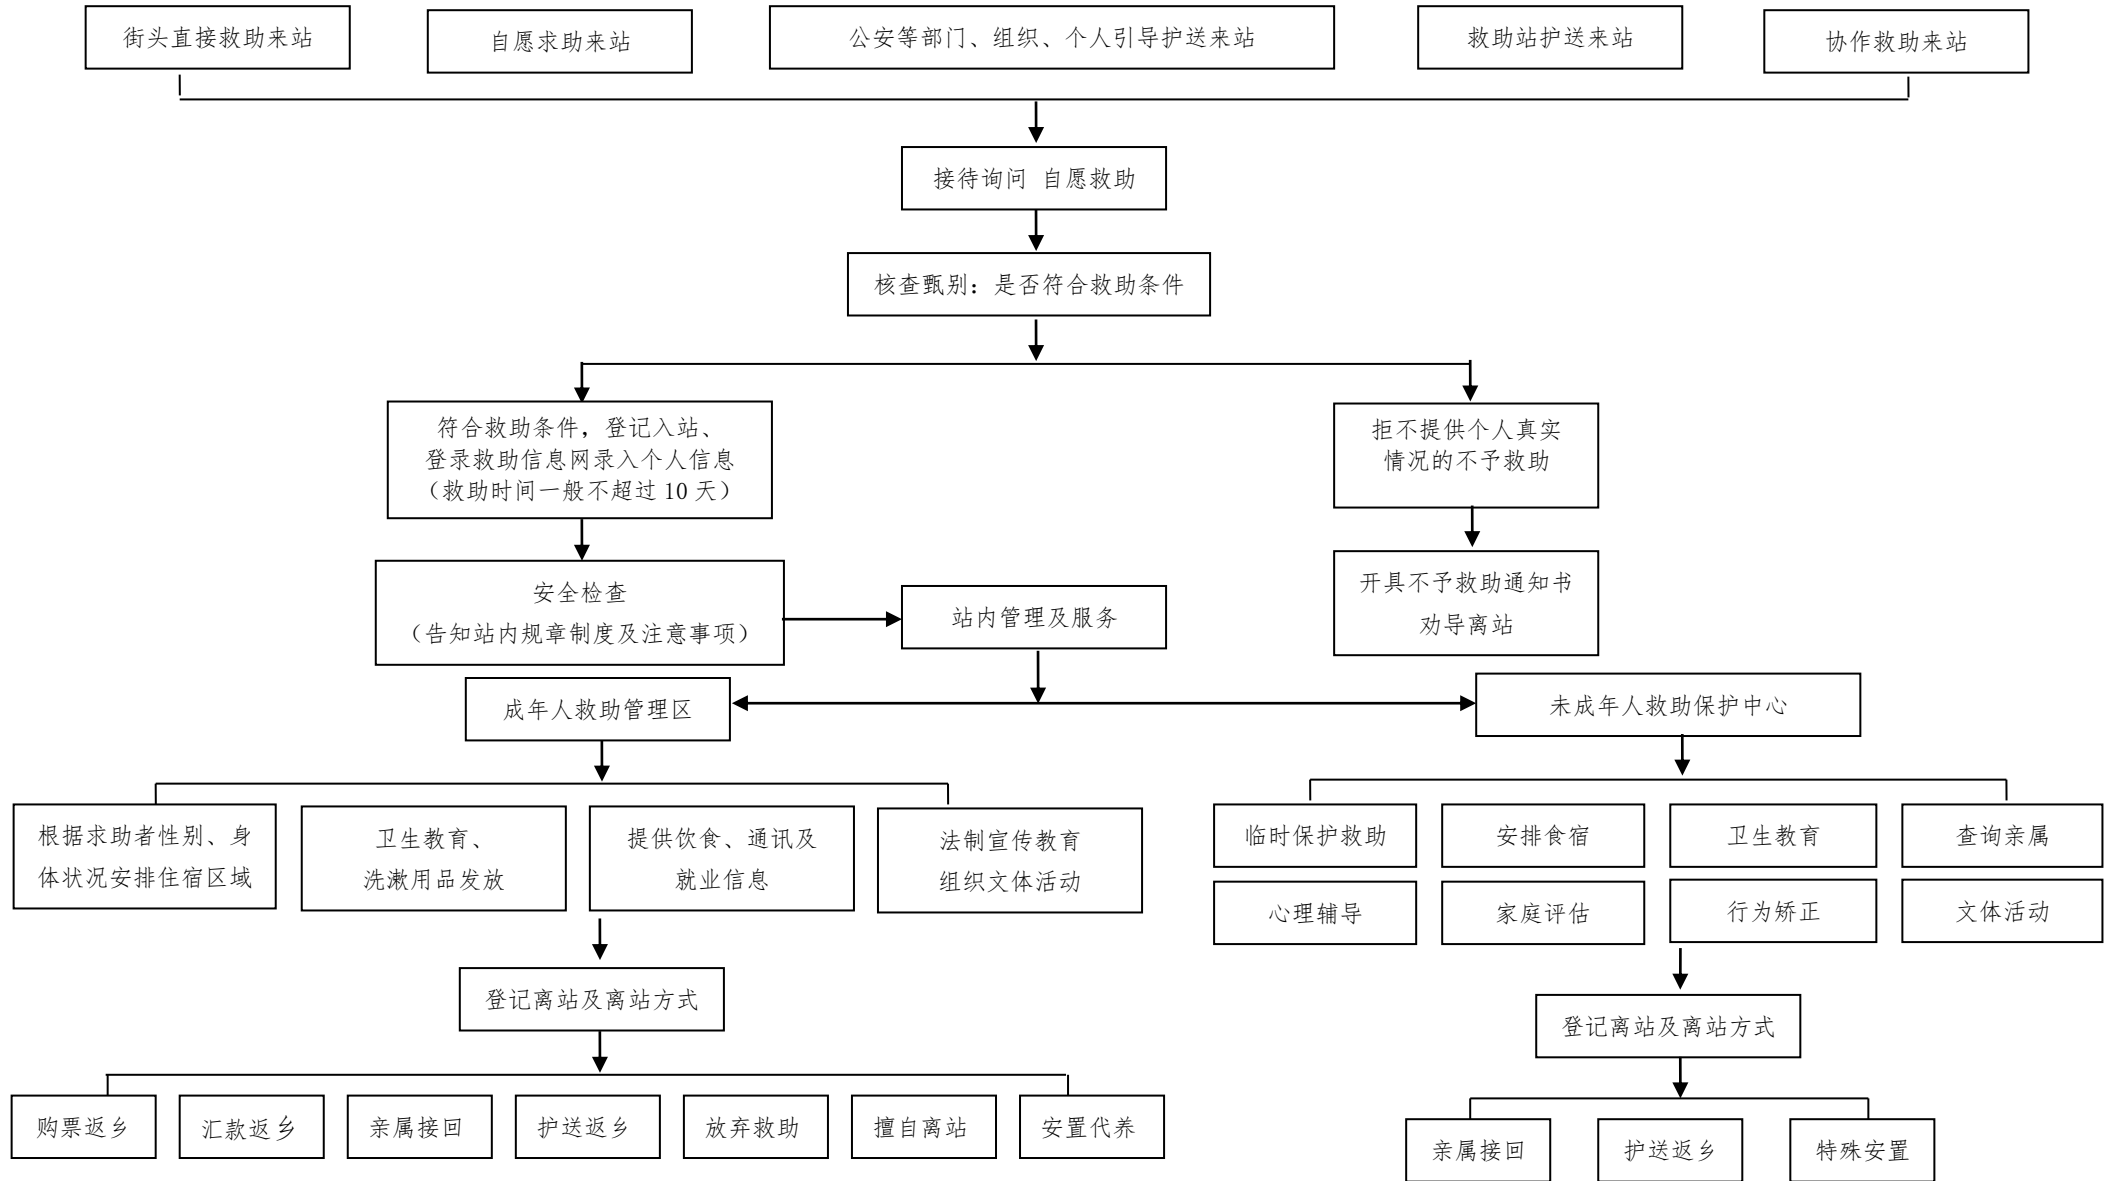 街头直接救助来站
自愿求助来站
公安等部门、组织、个人引导护送来站
救助站护送来站
协作救助来站
接待询问 自愿救助
核查甄别：是否符合救助条件
符合救助条件，登记入站、
登录救助信息网录入个人信息
（救助时间一般不超过10天）
拒不提供个人真实
情况的不予救助
安全检查
（告知站内规章制度及注意事项）
站内管理及服务
开具不予救助通知书
劝导离站
成年人救助管理区
未成年人救助保护中心
根据求助者性别、身
体状况安排住宿区域
卫生教育、
洗漱用品发放
提供饮食、通讯及
就业信息
法制宣传教育
组织文体活动
临时保护救助
安排食宿
卫生教育
查询亲属
心理辅导
家庭评估
行为矫正
文体活动
登记离站及离站方式
登记离站及离站方式
购票返乡
汇款返乡
亲属接回
护送返乡
放弃救助
擅自离站
安置代养
亲属接回
护送返乡
特殊安置